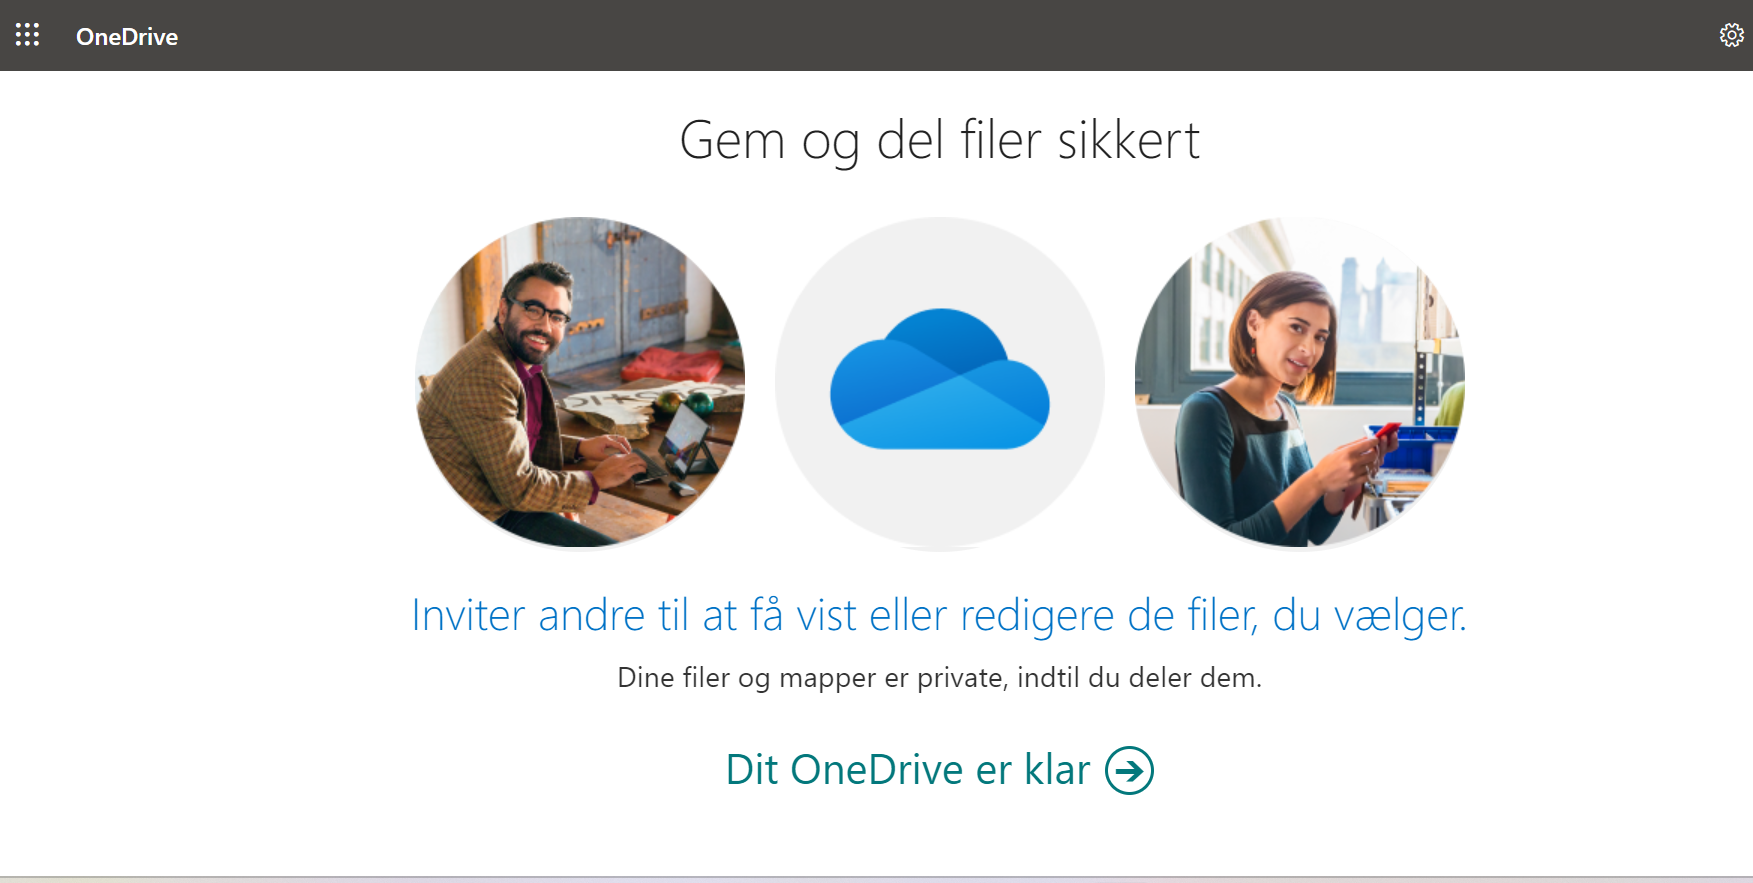 OneDrive
Gem og del filer sikkert
Inviter andre til at få vist eller redigere de filer, du vælger.
Dine filer og mapper er private, indtil du deler dem.
Dit OneDrive er klar